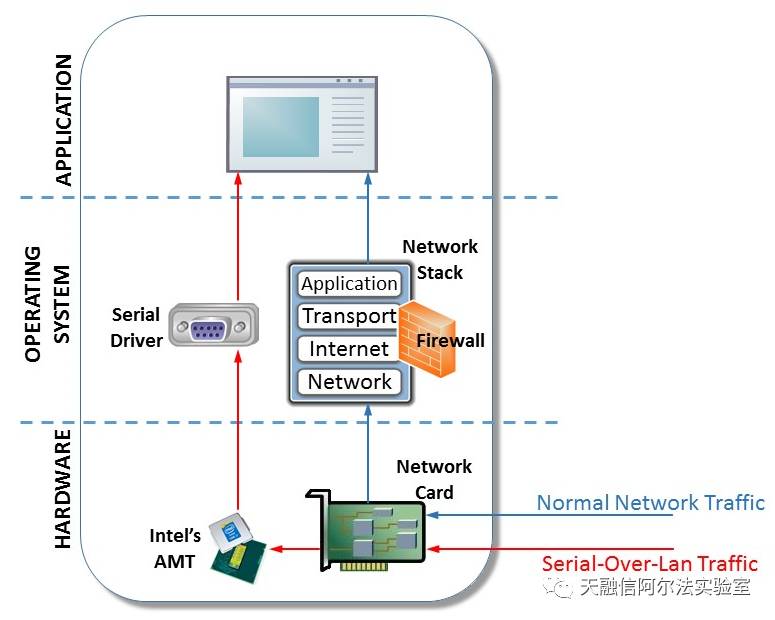 APPLICATION
Network
Stack
OPERATING
SYSTEM
Application
Serial
Driver
Transport
Firewall
Internet
Network
HARDWARE
Network
Card
Normal Network Traffic
Intel's
AMT
Serial-Over-Lan Traffic
天融信阿尔法实验室